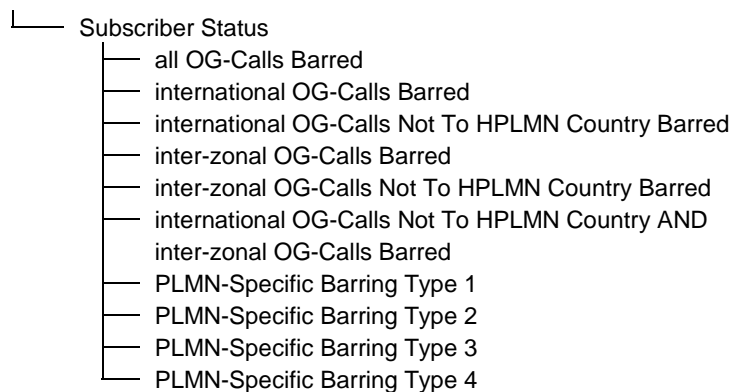 Subscriber Status
all OG-Calls Barred
international OG-Calls Barred
international OG-Calls Not To HPLMN Country Barred
inter-zonal OG-Calls Barred
inter-zonal OG-Calls Not To HPLMN Country Barred
international OG-Calls Not To HPLMN Country AND
inter-zonal OG-Calls Barred
PLMN-Specific Barring Type 1
PLMN-Specific Barring Type 2
PLMN-Specific Barring Type 3
PLMN-Specific Barring Type 4